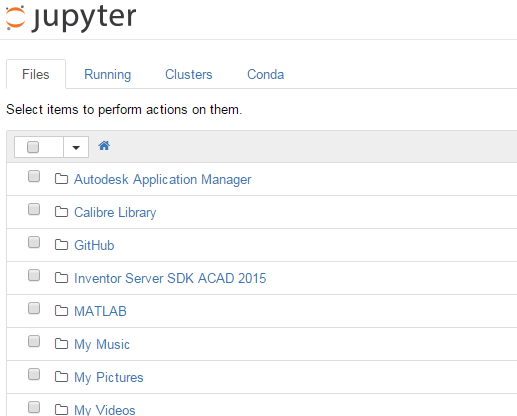 jupyter
Files Running Clusters Conda
Select items to perform actions on them.
Autodesk Application Manager
Calibre Library
GitHub
Inventor Server SDK ACAD 2015
MATLAB
My Music
My Pictures
My Videos